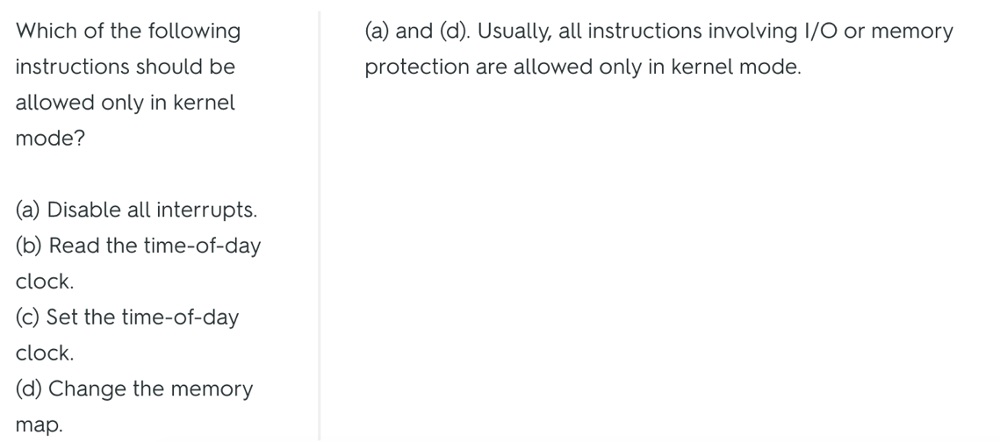 Which of the following
instructions should be
allowed only in kernel
mode?
(a) Disable all interrupts.
(b) Read the time-of-day
clock.
(c) Set the time-of-day
clock.
(d) Change the memory
map.
(a) and (d). Usually, all instructions involving I/O or memory
protection are allowed only in kernel mode.